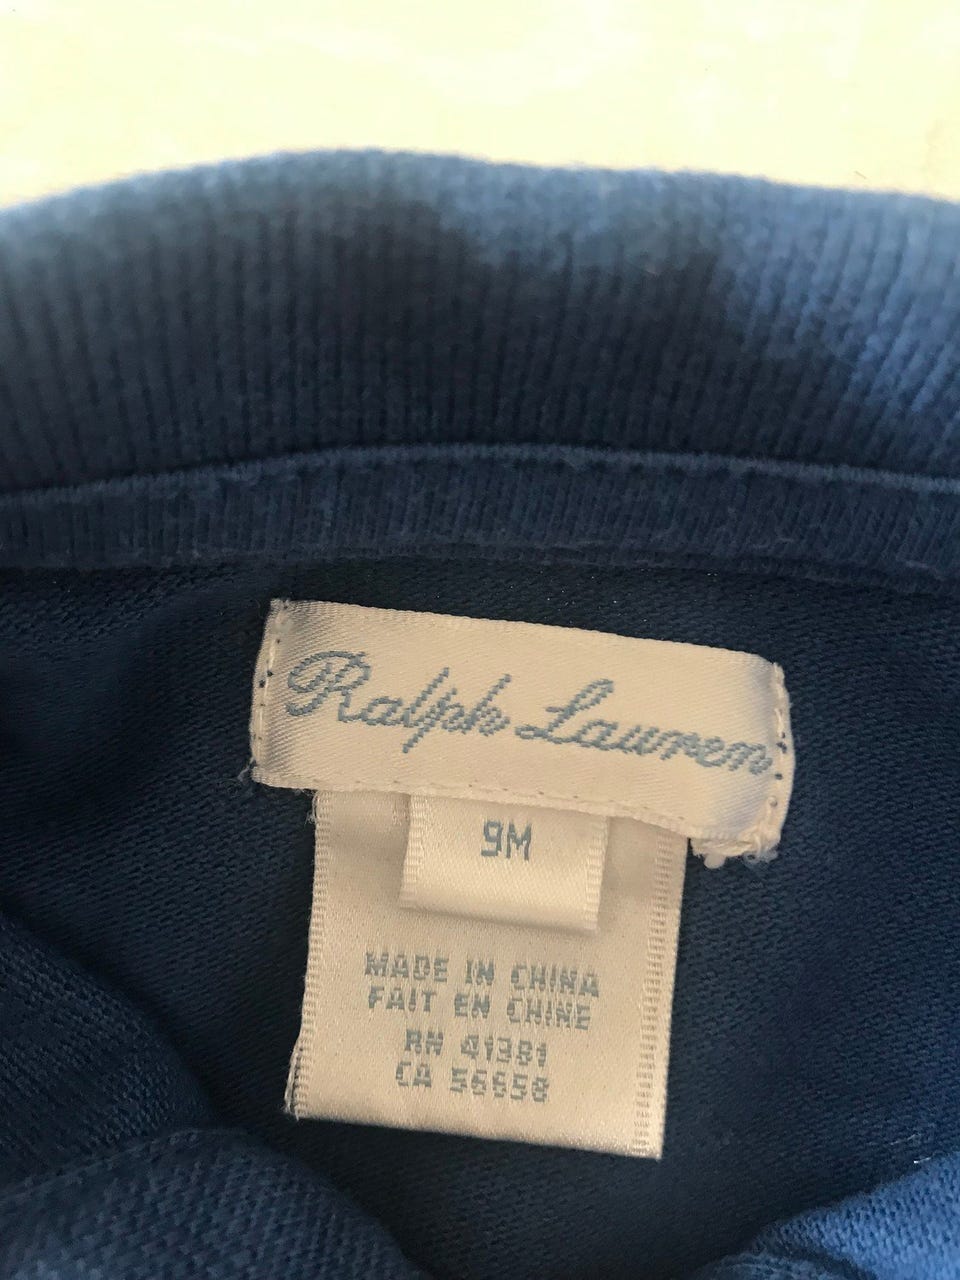 Ralph Lauren
9M
MADE IN CHINA
FAIT EN CHINE
RN 41381
CA 56658